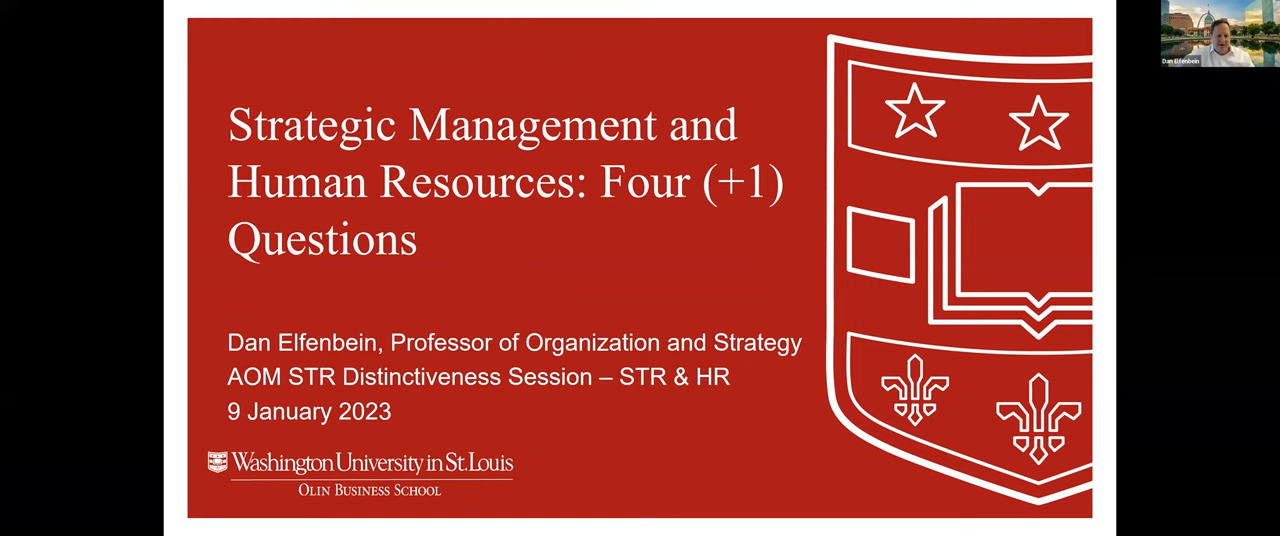 Strategic Management and
Human Resources: Four (+1)
Questions
Dan Elfenbein, Professor of Organization and Strategy
AOM STR Distinctiveness Session – STR & HR
9 January 2023
Washington University in St. Louis
OLIN BUSINESS SCHOOL
Dan Elfenbein